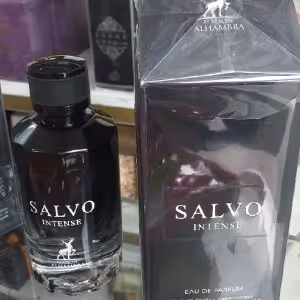 ALHAMBRA
SALVO
INTENSE
SALVO
INTENSE
EAU DE PARFUM